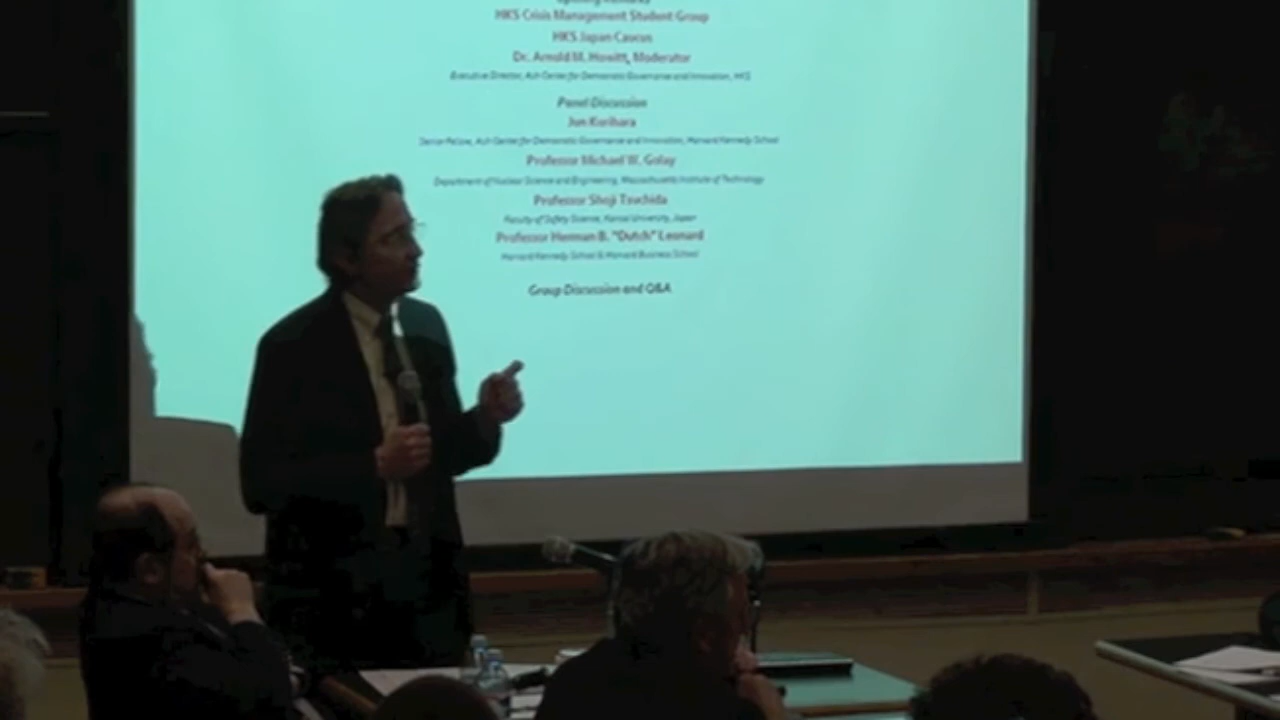 Opening Remarks
HKS Crisis Management Student Group
HKS Japan Caucus
Dr. Arnold M. Howitt, Moderator
Executive Director, Ash Center for Democratic Governance and Innovation, HKS
Panel Discussion
Jun Kurihara
Senior Fellow, Ash Center for Democratic Governance and Innovation, Harvard Kennedy School
Professor Michael W. Golay
Department of Nuclear Science and Engineering, Massachusetts Institute of Technology
Professor Shoji Tsuchida
Faculty of Safety Science, Kansai University, Japan
Professor Herman B. "Dutch" Leonard
Harvard Kennedy School & Harvard Business School
Group Discussion and Q&A